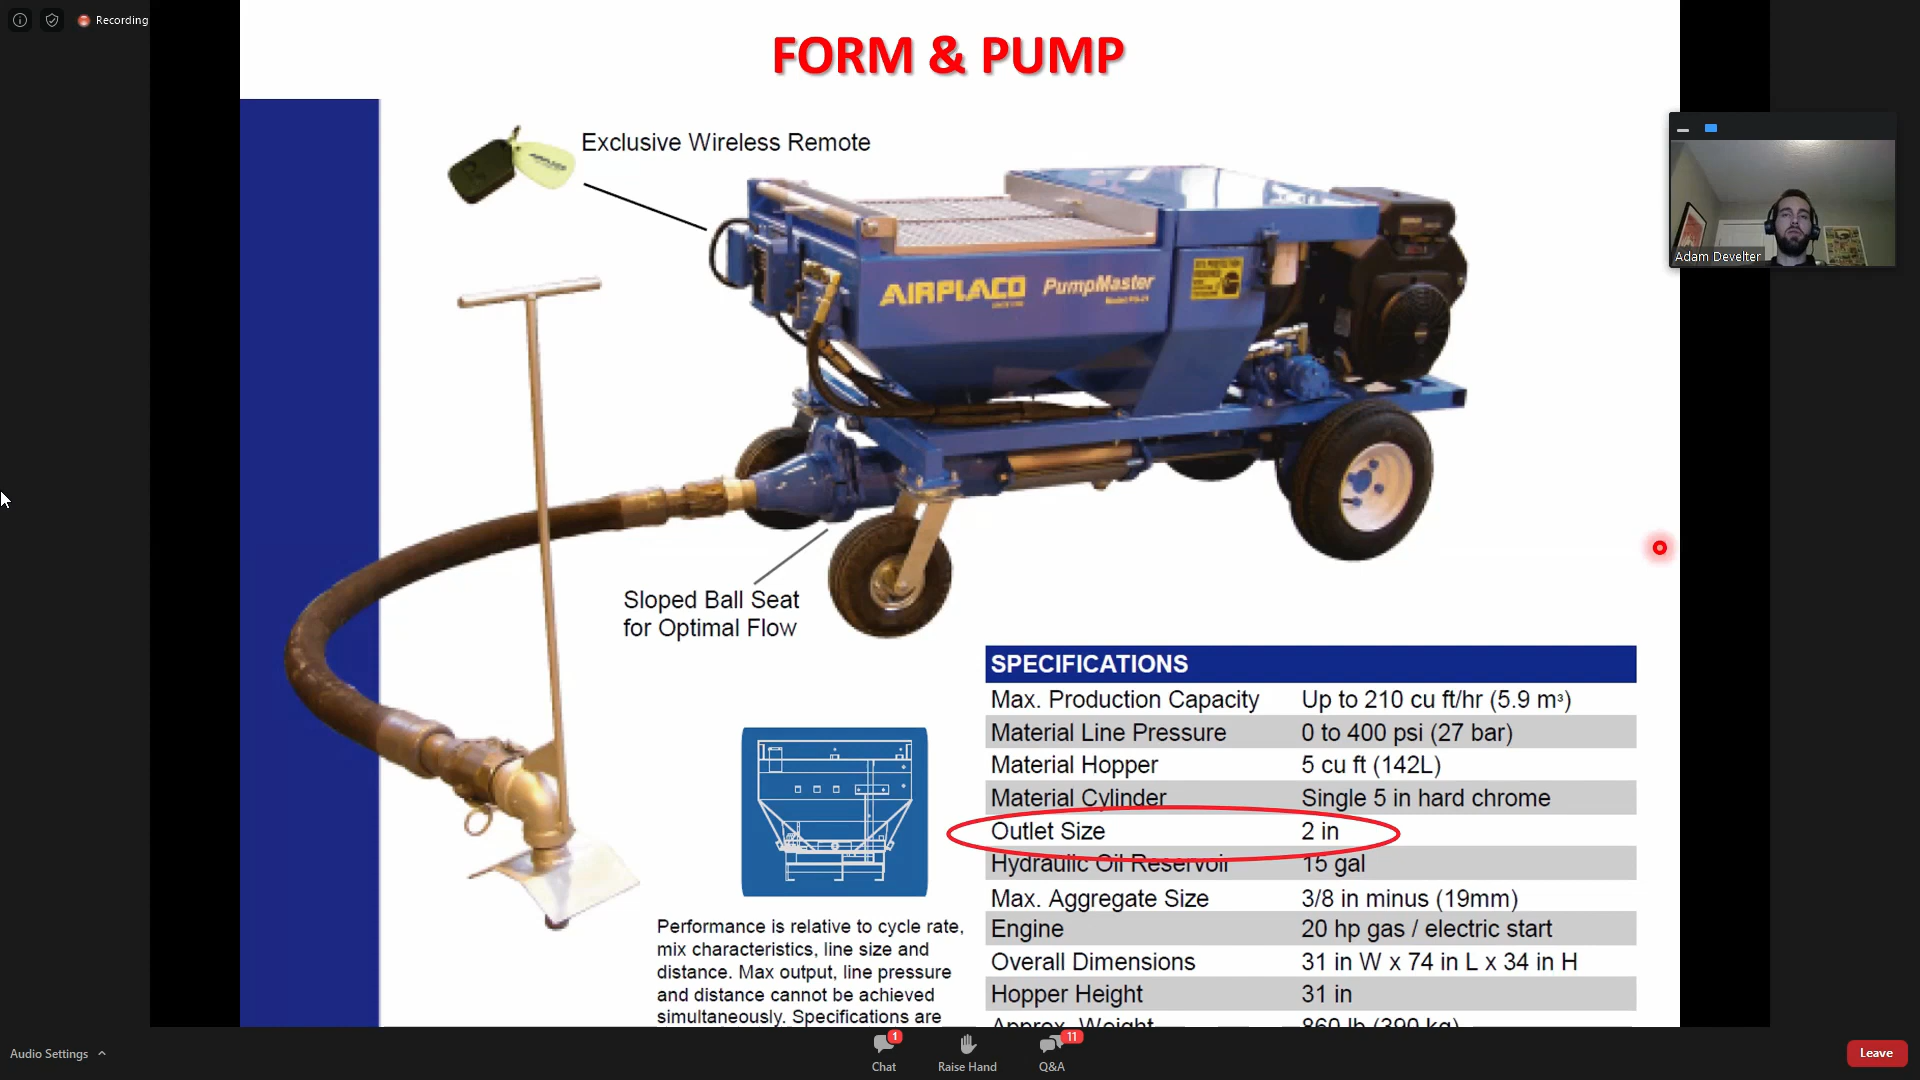 Recording
FORM & PUMP
Exclusive Wireless Remote
AIRPLACO
AIRPLACO PumpMaster
Adam Develter
Sloped Ball Seat
for Optimal Flow
SPECIFICATIONS
Max. Production Capacity Up to 210 cu ft/hr (5.9 m³)
Material Line Pressure 0 to 400 psi (27 bar)
Material Hopper 5 cu ft (142L)
Material Cylinder Single 5 in hard chrome
Outlet Size 2 in
Hydraulic Oil Reservoir 15 gal
Max. Aggregate Size 3/8 in minus (19mm)
Engine 20 hp gas / electric start
Overall Dimensions 31 in W x 74 in L x 34 in H
Hopper Height 31 in
Approx. Weight 860 lb (390 kg)
Performance is relative to cycle rate,
mix characteristics, line size and
distance. Max output, line pressure
and distance cannot be achieved
simultaneously. Specifications are
Audio Settings
1
Chat
Raise Hand
11
Q&A
Leave